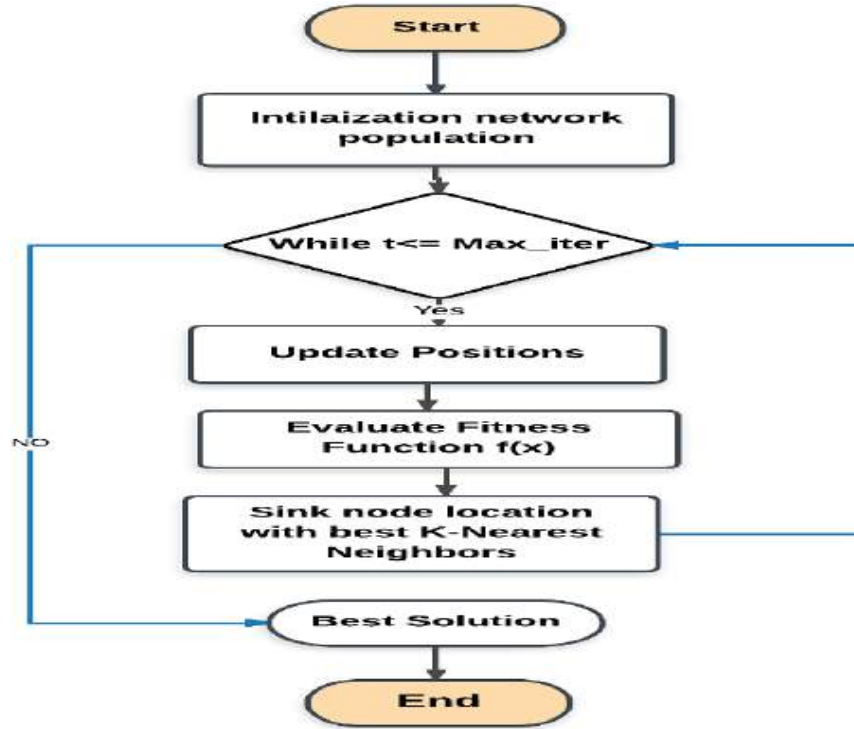 Start
Intilaization network
population
While t<= Max_iter
Yes
Update Positions
Evaluate Fitness
Function f(x)
No
Sink node location
with best K-Nearest
Neighbors
Best Solution
End